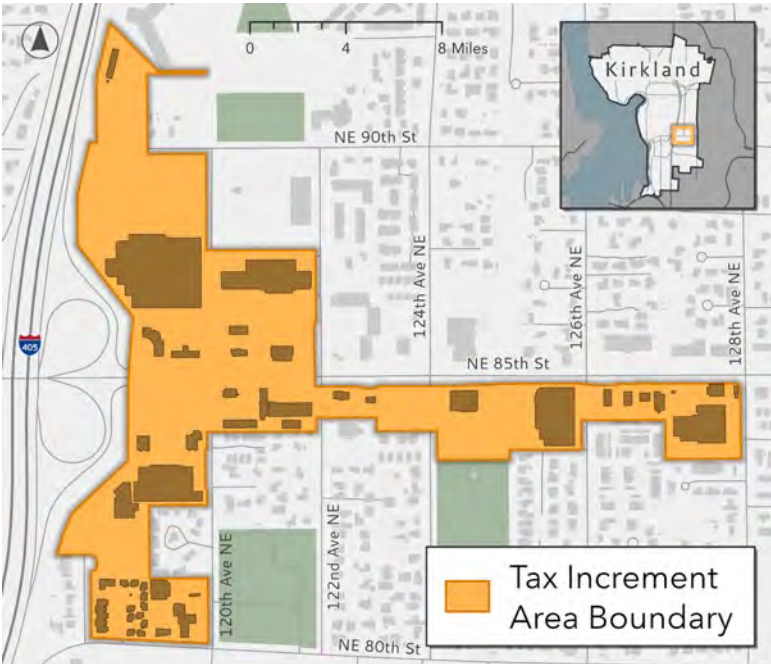 0 4 8 Miles
Kirkland
NE 90th St
124th Ave NE
126th Ave NE
128th Ave NE
405
NE 85th St
120th Ave NE
122nd Ave NE
NE 80th St
Tax Increment
Area Boundary